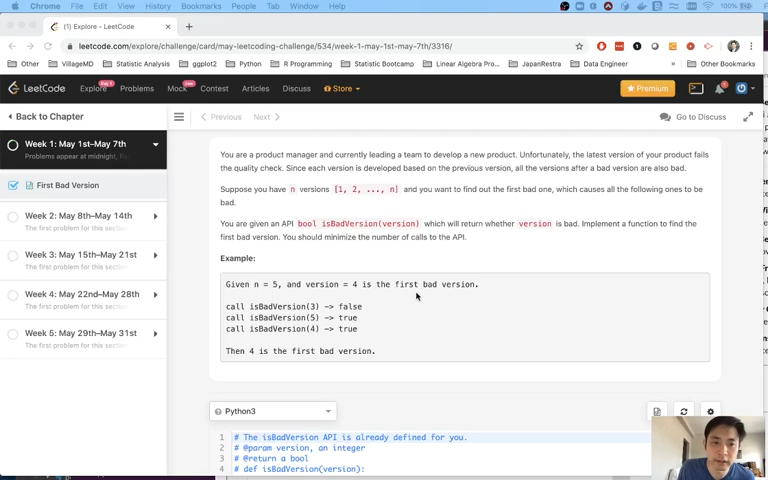 Chrome File Edit View History Bookmarks People Tab Window Help 100%
(1) Explore - LeetCode
leetcode.com/explore/challenge/card/may-leetcoding-challenge/534/week-1-may-1st-may-7th/3316/
Other VillageMD Statistic Analysis ggplot2 Python R Programming Statistic Bootcamp Linear Algebra Pro... JapanRestra Data Engineer Other Bookmarks
LeetCode Explore Problems Mock Contest Articles Discuss Store Premium
Back to Chapter
Previous Next Go to Discuss
Week 1: May 1st–May 7th
First Bad Version
Week 2: May 8th–May 14th
The first problem for this section
Week 3: May 15th–May 21st
The first problem for this section
Week 4: May 22nd–May 28th
The first problem for this section
Week 5: May 29th–May 31st
The first problem for this section
You are a product manager and currently leading a team to develop a new product. Unfortunately, the latest version of your product fails
the quality check. Since each version is developed based on the previous version, all the versions after a bad version are also bad.
Suppose you have n versions [1, 2, ..., n] and you want to find out the first bad one, which causes all the following ones to be
bad.
You are given an API bool isBadVersion(version) which will return whether version is bad. Implement a function to find the
first bad version. You should minimize the number of calls to the API.
Example:
Given n = 5, and version = 4 is the first bad version.
call isBadVersion(3) -> false
call isBadVersion(5) -> true
call isBadVersion(4) -> true
Then 4 is the first bad version.
Python3
1 # The isBadVersion API is already defined for you.
2 # @param version, an integer
3 # @return a bool
4 # def isBadVersion(version):